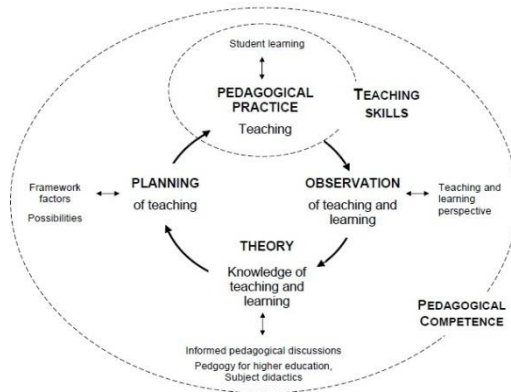 Student learning
PEDAGOGICAL
PRACTICE
Teaching
TEACHING
SKILLS
Framework
factors
Possibilities
PLANNING
of teaching
OBSERVATION
of teaching and
learning
Teaching and
learning
perspective
THEORY
Knowledge of
teaching and
learning
PEDAGOGICAL
COMPETENCE
Informed pedagogical discussions
Pedgogy for higher education,
Subject didactics